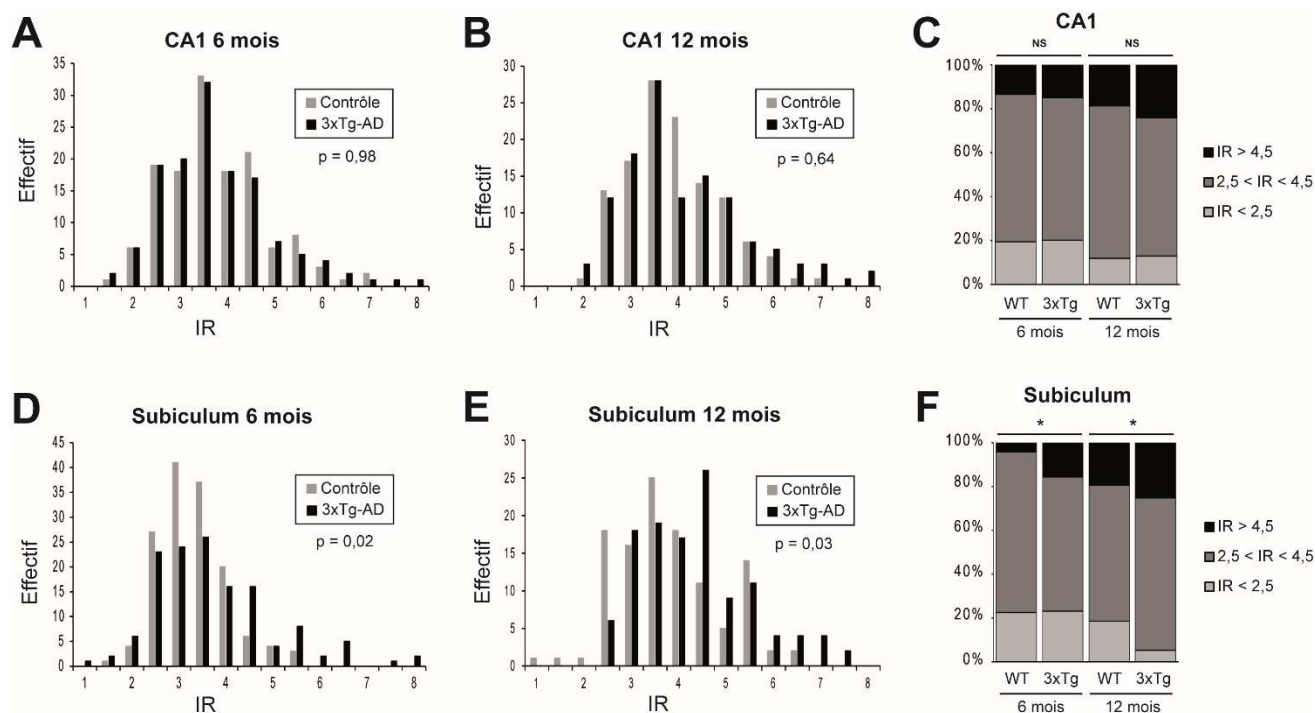 A
CA1 6 mois
Effectif
35
30
25
20
15
10
5
0
1 2 3 4 5 6 7 8
IR
Contrôle
3xTg-AD
p = 0,98
B
CA1 12 mois
Effectif
30
25
20
15
10
5
0
1 2 3 4 5 6 7 8
IR
Contrôle
3xTg-AD
p = 0,64
C
CA1
NS NS
100%
80%
60%
40%
20%
0%
WT 3xTg WT 3xTg
6 mois 12 mois
IR > 4,5
2,5 < IR < 4,5
IR < 2,5
D
Subiculum 6 mois
Effectif
45
40
35
30
25
20
15
10
5
0
1 2 3 4 5 6 7 8
IR
Contrôle
3xTg-AD
p = 0,02
E
Subiculum 12 mois
Effectif
30
25
20
15
10
5
0
1 2 3 4 5 6 7 8
IR
Contrôle
3xTg-AD
p = 0,03
F
Subiculum
* *
100%
80%
60%
40%
20%
0%
WT 3xTg WT 3xTg
6 mois 12 mois
IR > 4,5
2,5 < IR < 4,5
IR < 2,5